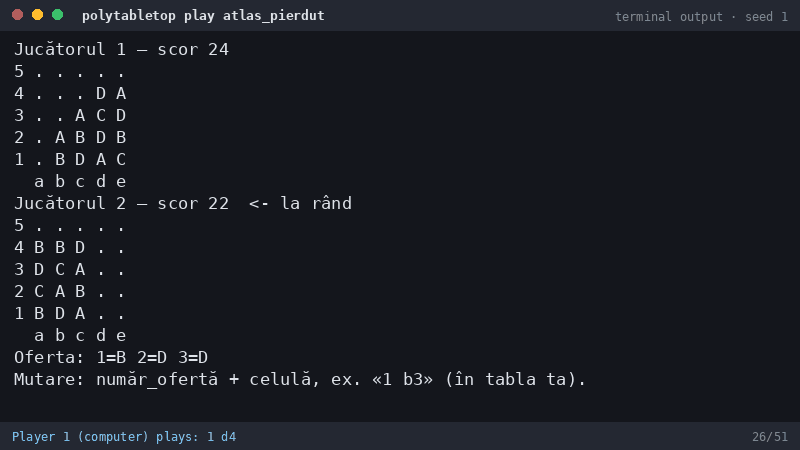 polytabletop play atlas_pierdut
terminal output · seed 1
Jucătorul 1 — scor 24
5 . . . . .
4 . . . D A
3 . . A C D
2 . A B D B
1 . B D A C
a b c d e
Jucătorul 2 — scor 22 <- la rând
5 . . . . .
4 B B D . .
3 D C A . .
2 C A B . .
1 B D A . .
a b c d e
Oferta: 1=B 2=D 3=D
Mutare: număr_ofertă + celulă, ex. «1 b3» (în tabla ta).
Player 1 (computer) plays: 1 d4
26/51